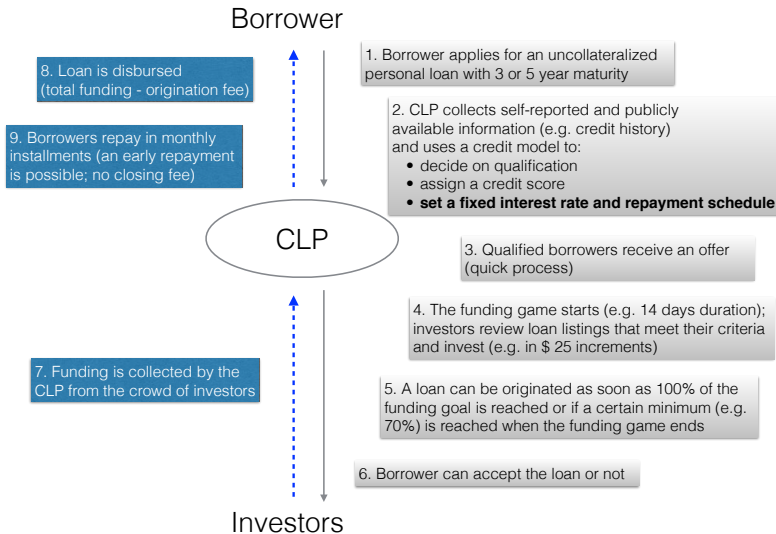 Borrower
1. Borrower applies for an uncollateralized
personal loan with 3 or 5 year maturity
8. Loan is disbursed
(total funding - origination fee)
2. CLP collects self-reported and publicly
available information (e.g. credit history)
and uses a credit model to:
• decide on qualification
• assign a credit score
• set a fixed interest rate and repayment schedule
9. Borrowers repay in monthly
installments (an early repayment
is possible; no closing fee)
CLP
3. Qualified borrowers receive an offer
(quick process)
4. The funding game starts (e.g. 14 days duration);
investors review loan listings that meet their criteria
and invest (e.g. in $ 25 increments)
7. Funding is collected by the
CLP from the crowd of investors
5. A loan can be originated as soon as 100% of the
funding goal is reached or if a certain minimum (e.g.
70%) is reached when the funding game ends
6. Borrower can accept the loan or not
Investors